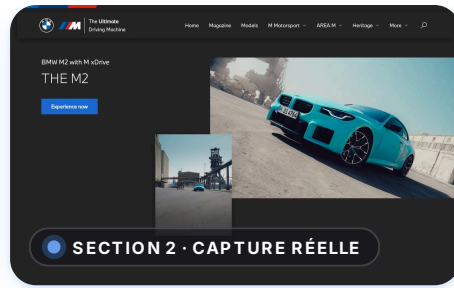 The Ultimate
Driving Machine
Home Magazine Models M Motorsport AREA M Heritage More
BMW M2 with M xDrive
THE M2
Experience now
SECTION 2 · CAPTURE RÉELLE